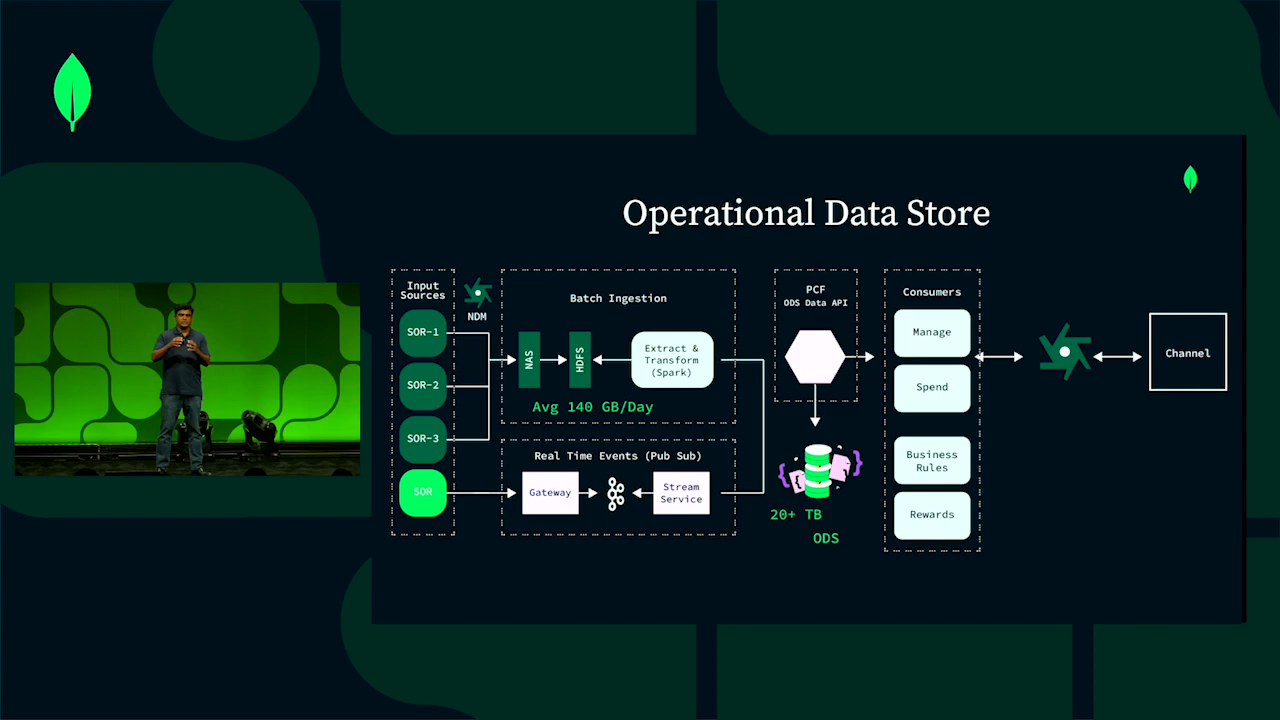 Operational Data Store
Input
Sources
SOR-1
SOR-2
SOR-3
SOR
NDM
Batch Ingestion
NAS
HDFS
Extract &
Transform
(Spark)
Avg 140 GB/Day
Real Time Events (Pub Sub)
Gateway
Stream
Service
PCF
ODS Data API
20+ TB
ODS
Consumers
Manage
Spend
Business
Rules
Rewards
Channel